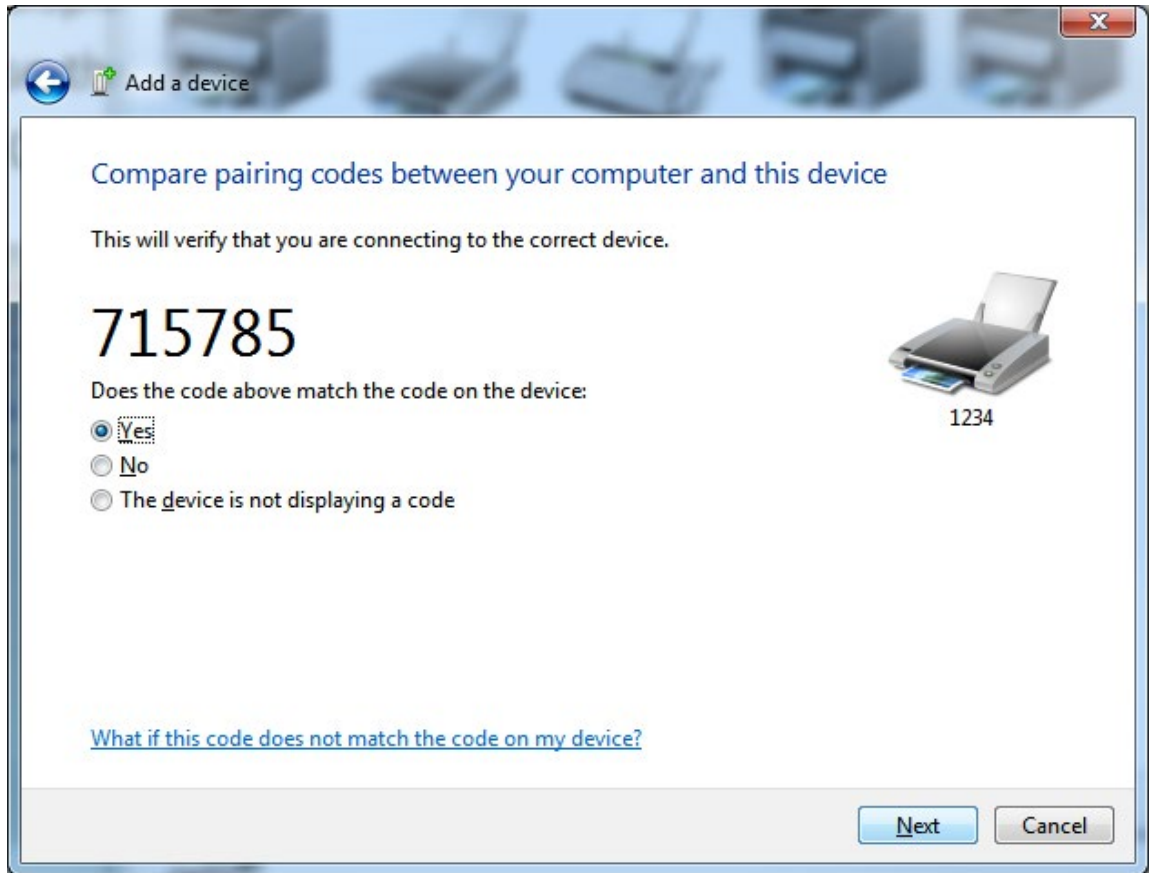 Add a device
Compare pairing codes between your computer and this device
This will verify that you are connecting to the correct device.
715785
Does the code above match the code on the device:
1234
Yes
No
The device is not displaying a code
What if this code does not match the code on my device?
Next
Cancel